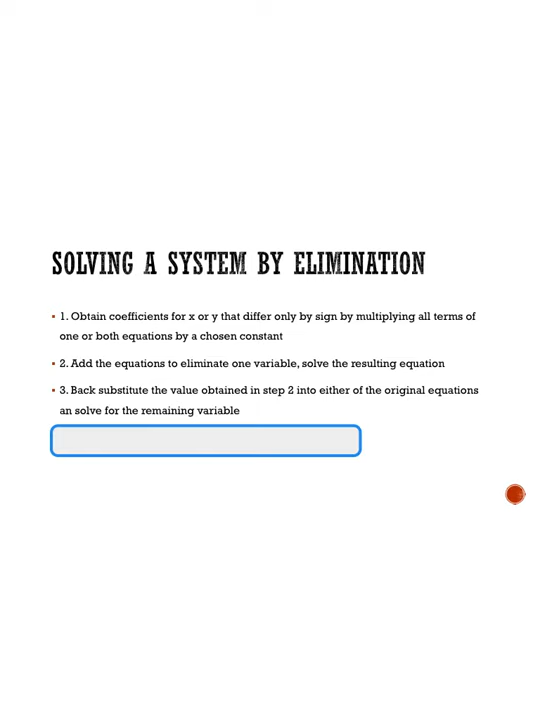 SOLVING A SYSTEM BY ELIMINATION
▪ 1. Obtain coefficients for x or y that differ only by sign by multiplying all terms of
one or both equations by a chosen constant
▪ 2. Add the equations to eliminate one variable, solve the resulting equation
▪ 3. Back substitute the value obtained in step 2 into either of the original equations
an solve for the remaining variable